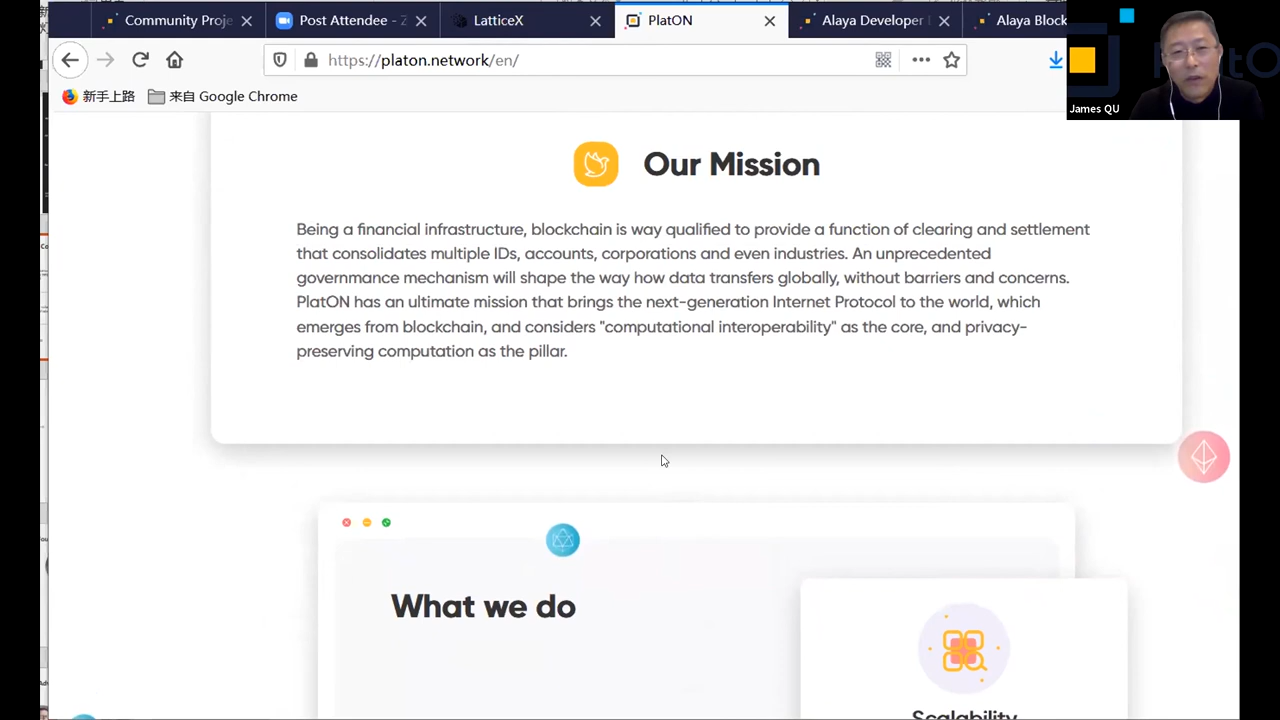 Community Proje
Post Attendee - Z
LatticeX
PlatON
Alaya Developer
Alaya Block
https://platon.network/en/
新手上路
来自 Google Chrome
James QU
Our Mission
Being a financial infrastructure, blockchain is way qualified to provide a function of clearing and settlement
that consolidates multiple IDs, accounts, corporations and even industries. An unprecedented
governmance mechanism will shape the way how data transfers globally, without barriers and concerns.
PlatON has an ultimate mission that brings the next-generation Internet Protocol to the world, which
emerges from blockchain, and considers "computational interoperability" as the core, and privacy-
preserving computation as the pillar.
What we do
Scalability